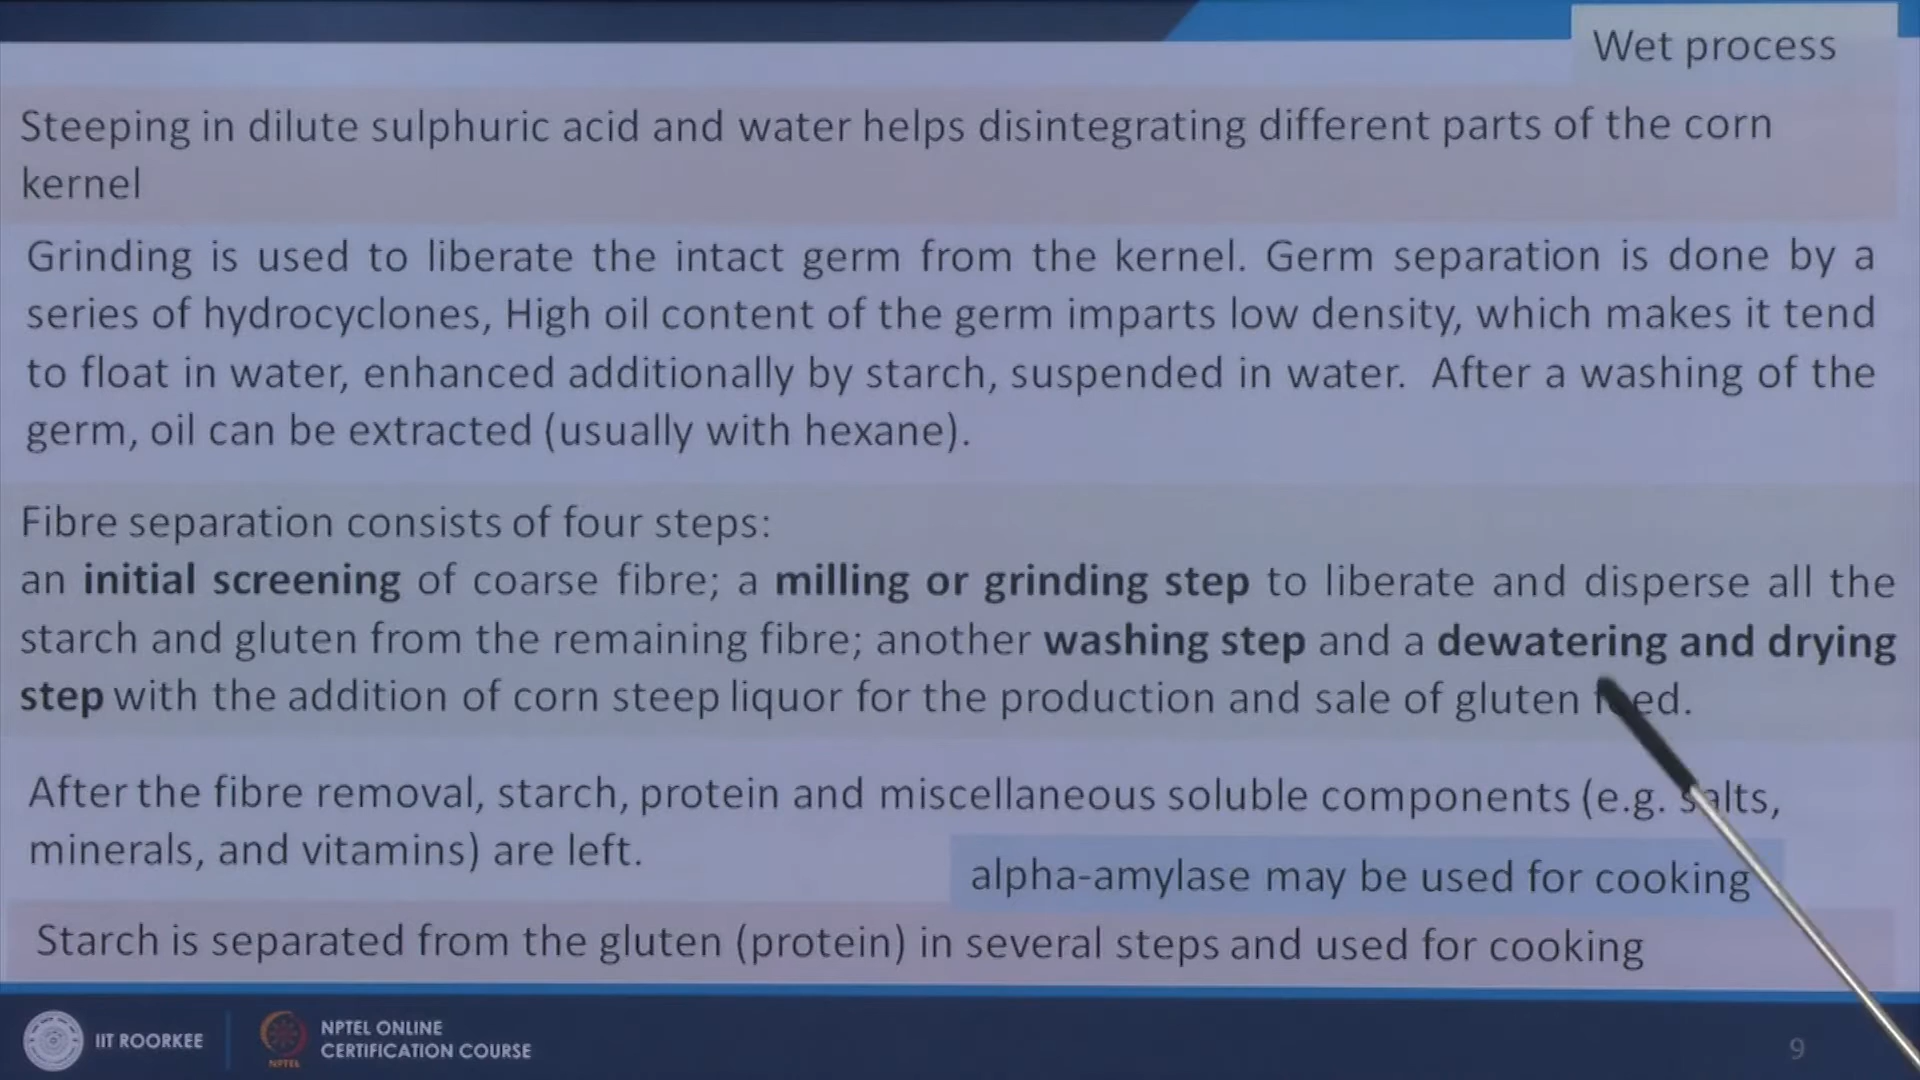 Wet process
Steeping in dilute sulphuric acid and water helps disintegrating different parts of the corn
kernel
Grinding is used to liberate the intact germ from the kernel. Germ separation is done by a
series of hydrocyclones, High oil content of the germ imparts low density, which makes it tend
to float in water, enhanced additionally by starch, suspended in water. After a washing of the
germ, oil can be extracted (usually with hexane).
Fibre separation consists of four steps:
an initial screening of coarse fibre; a milling or grinding step to liberate and disperse all the
starch and gluten from the remaining fibre; another washing step and a dewatering and drying
step with the addition of corn steep liquor for the production and sale of gluten feed.
After the fibre removal, starch, protein and miscellaneous soluble components (e.g. salts,
minerals, and vitamins) are left.
alpha-amylase may be used for cooking
Starch is separated from the gluten (protein) in several steps and used for cooking
IIT ROORKEE
NPTEL ONLINE
CERTIFICATION COURSE
NPTEL
9